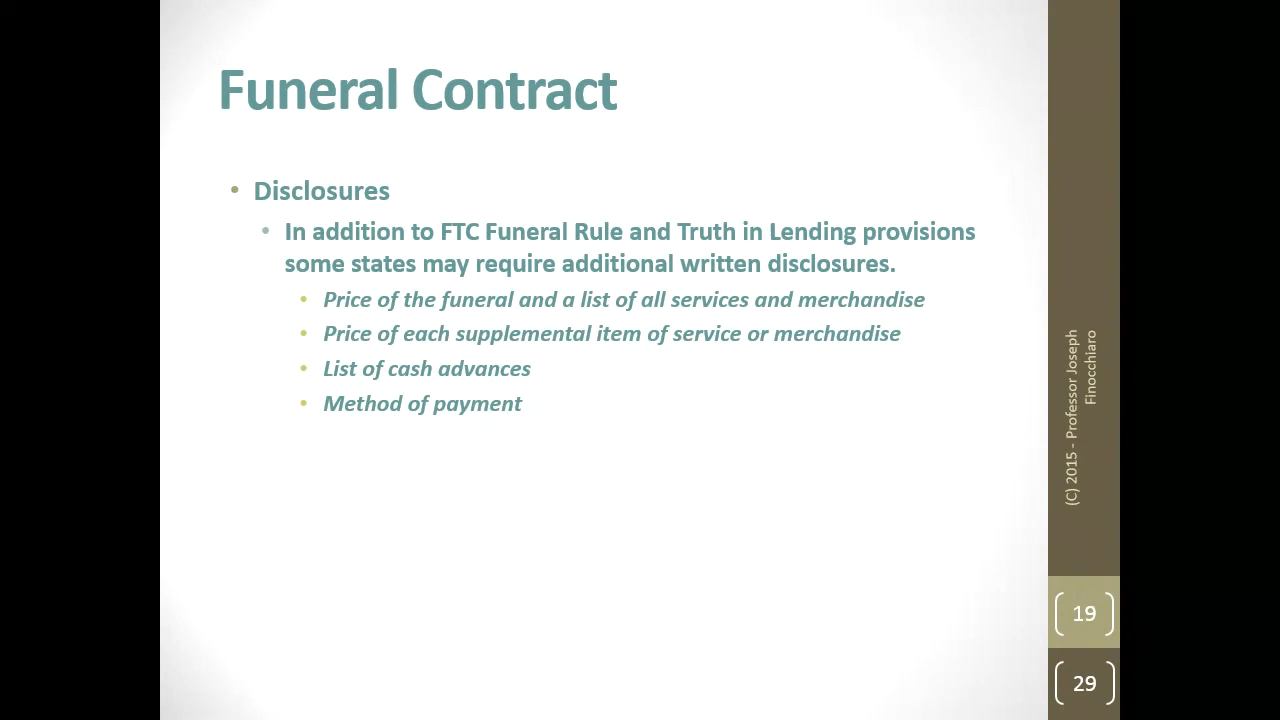 Funeral Contract
• Disclosures
• In addition to FTC Funeral Rule and Truth in Lending provisions
some states may require additional written disclosures.
• Price of the funeral and a list of all services and merchandise
• Price of each supplemental item of service or merchandise
• List of cash advances
• Method of payment
(C) 2015 - Professor Joseph
Finocchiaro
19
29